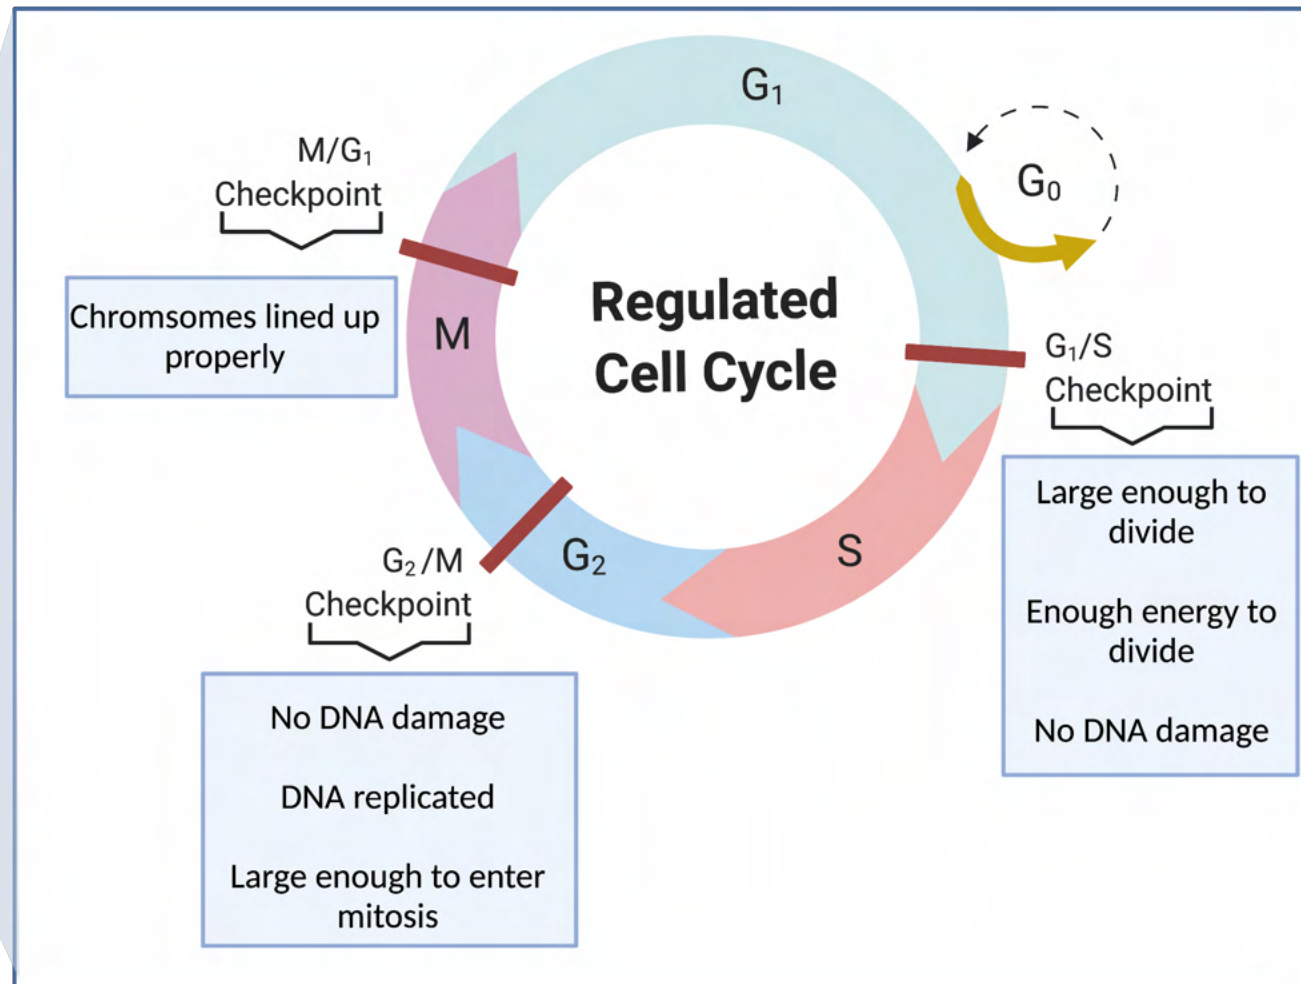 G₁
M/G₁
Checkpoint
G₀
Chromsomes lined up
properly
M
Regulated
Cell Cycle
G₁/S
Checkpoint
Large enough to
divide
Enough energy to
divide
No DNA damage
S
G₂
G₂/M
Checkpoint
No DNA damage
DNA replicated
Large enough to enter
mitosis